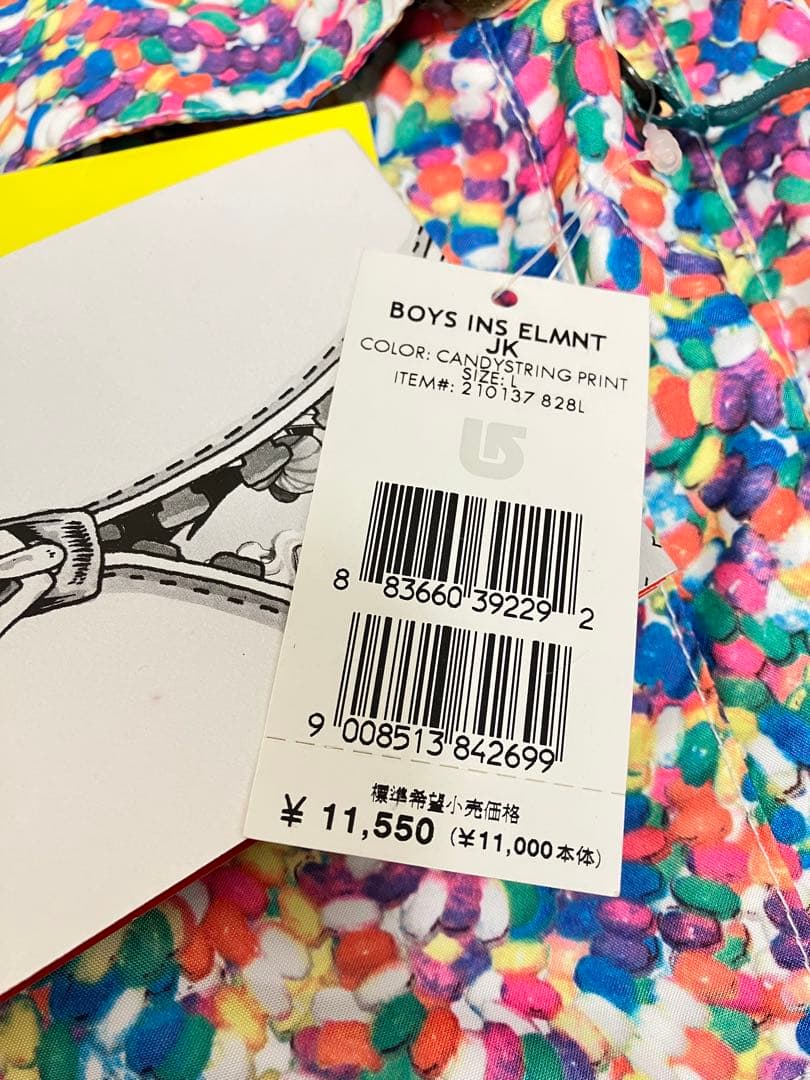 BOYS INS ELMNT
JK
COLOR: CANDYSTRING PRINT
SIZE: L
ITEM#: 210137 828L
8 83660 39229 2
9 008513 842699
標準希望小売価格
¥ 11,550 (¥11,000本体)